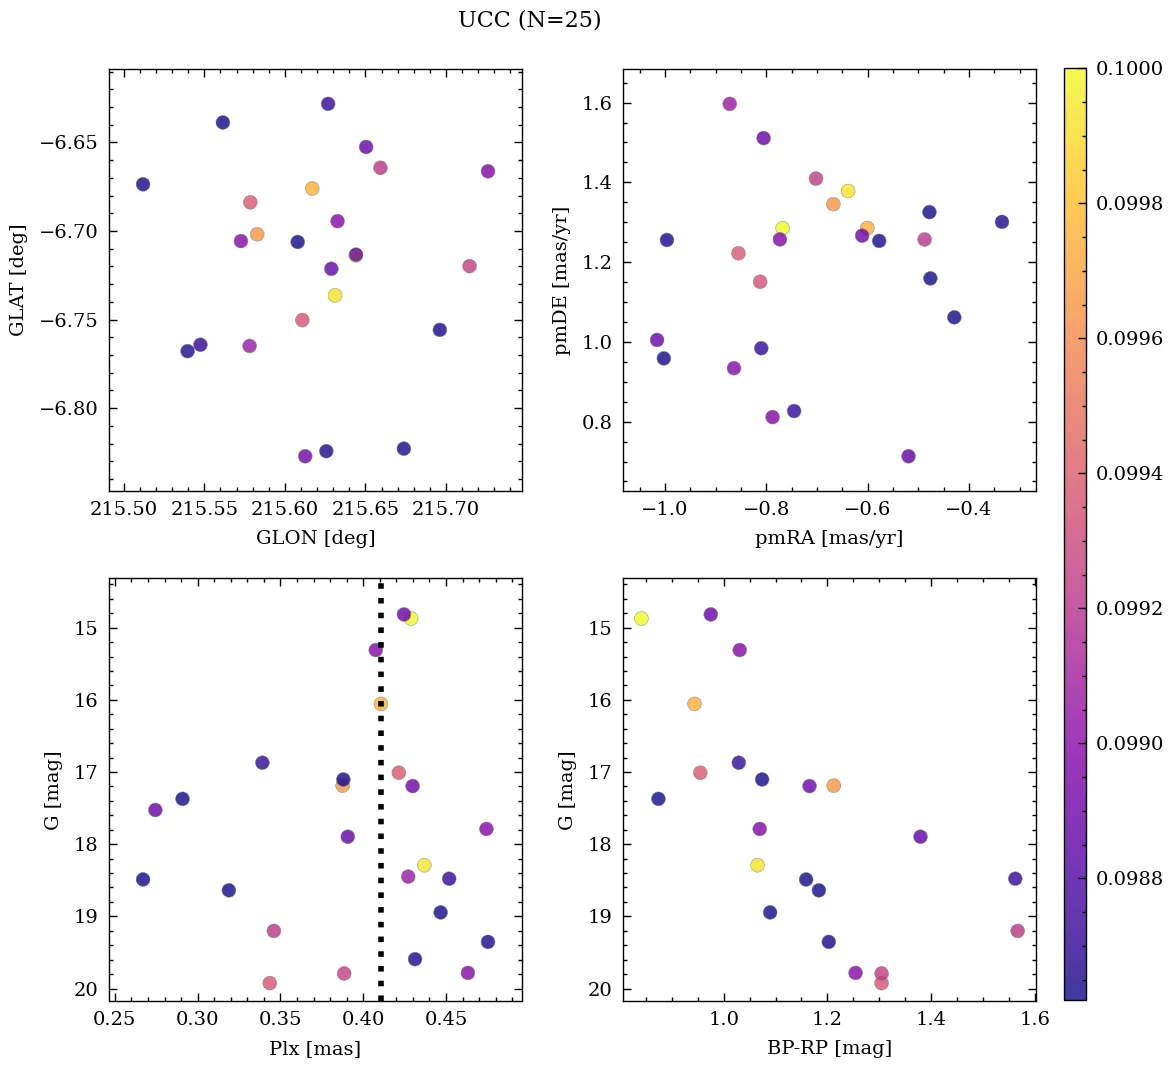 UCC (N=25)
−6.65
−6.70
−6.75
−6.80
GLAT [deg]
215.50 215.55 215.60 215.65 215.70
GLON [deg]
1.6
1.4
1.2
1.0
0.8
pmDE [mas/yr]
−1.0 −0.8 −0.6 −0.4
pmRA [mas/yr]
15
16
17
18
19
20
G [mag]
0.25 0.30 0.35 0.40 0.45
Plx [mas]
15
16
17
18
19
20
G [mag]
1.0 1.2 1.4 1.6
BP-RP [mag]
0.1000
0.0998
0.0996
0.0994
0.0992
0.0990
0.0988